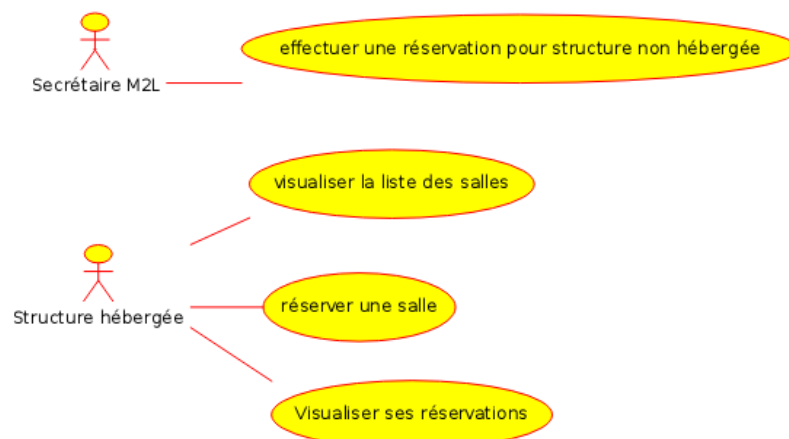 effectuer une réservation pour structure non hébergée
Secrétaire M2L
visualiser la liste des salles
réserver une salle
Structure hébergée
Visualiser ses réservations